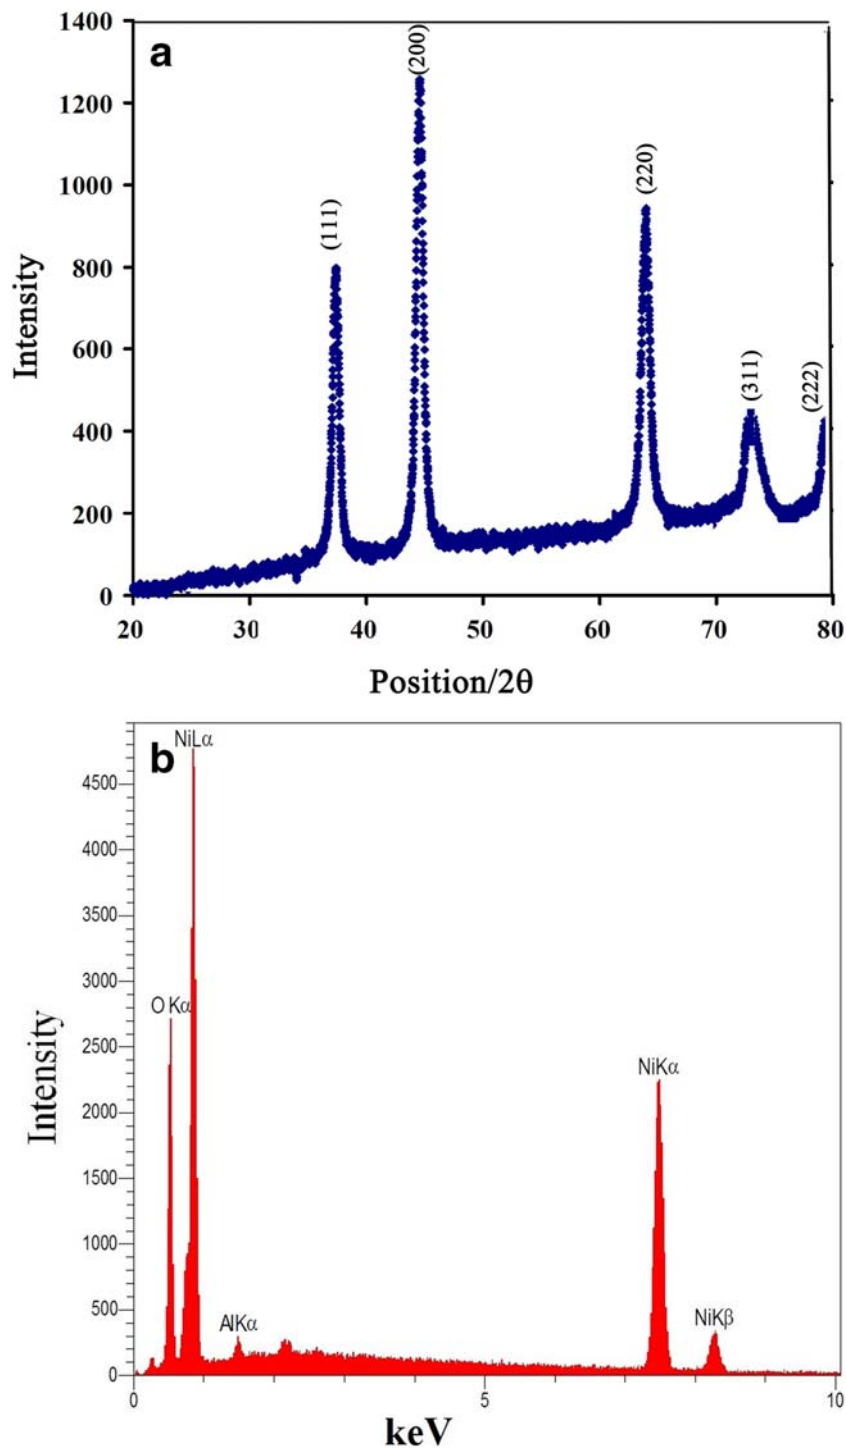 1400
a
(200)
1200
(220)
1000
(111)
800
Intensity
600
(311)
(222)
400
200
0
20 30 40 50 60 70 80
Position/2θ
b
NiLα
4500
4000
3500
3000
O Kα
2500
NiKα
Intensity
2000
1500
1000
500
AlKα
NiKβ
0
0 5 10
keV